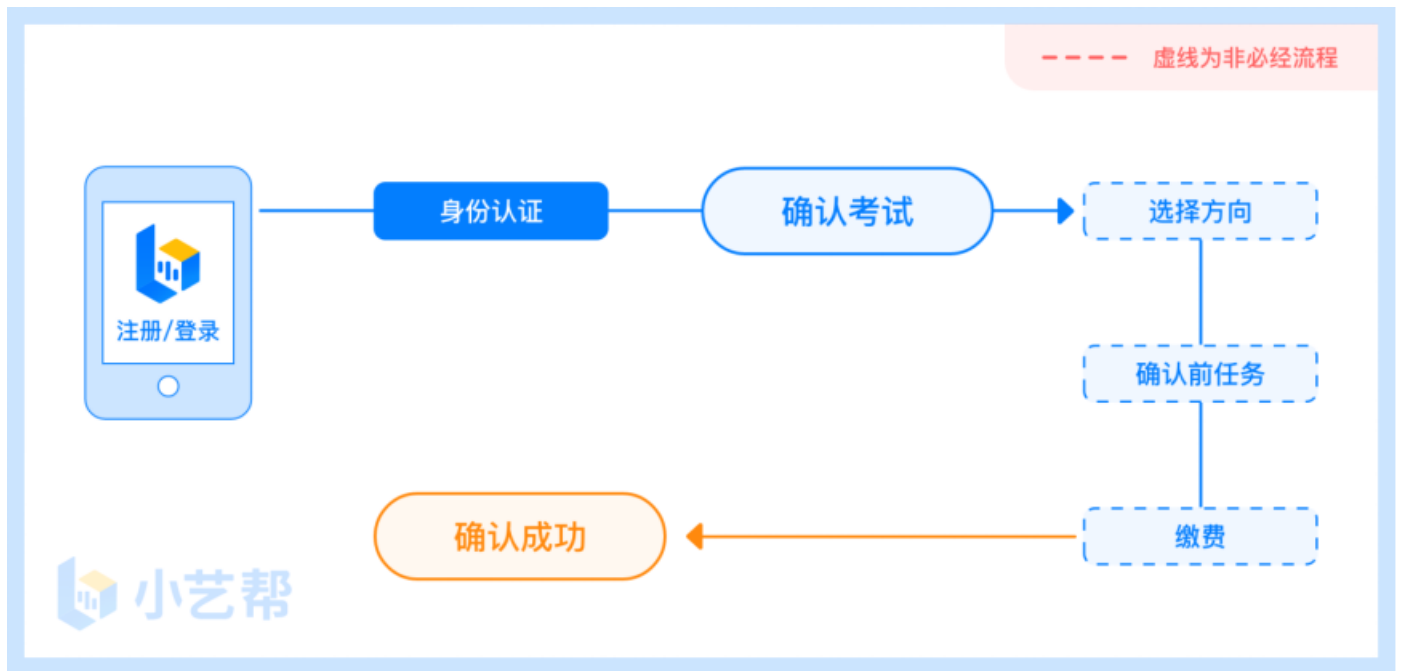 虚线为非必经流程
身份认证
确认考试
选择方向
注册/登录
确认前任务
确认成功
缴费
小艺帮